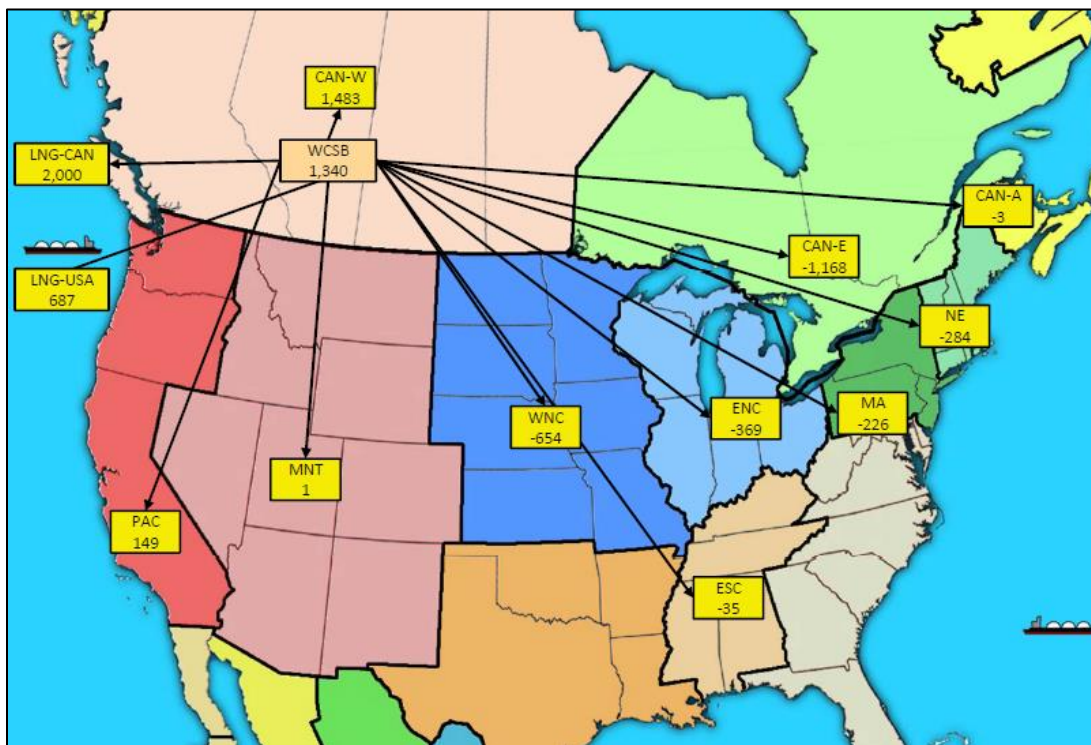 CAN-W
1,483
LNG-CAN
2,000
WCSB
1,340
CAN-A
-3
CAN-E
-1,168
LNG-USA
687
NE
-284
WNC
-654
ENC
-369
MA
-226
MNT
1
PAC
149
ESC
-35